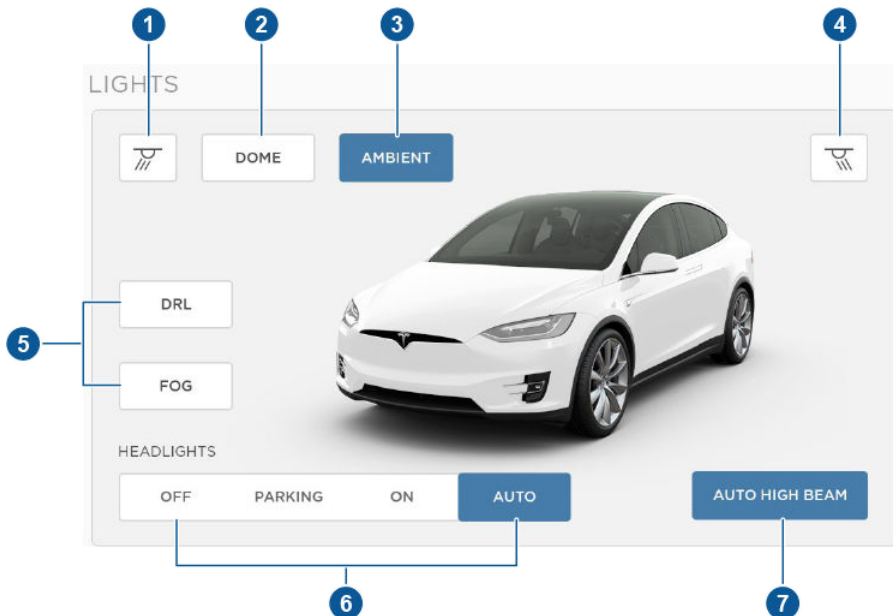 1 2 3 4
LIGHTS
DOME AMBIENT
DRL
5
FOG
HEADLIGHTS
OFF PARKING ON AUTO AUTO HIGH BEAM
6 7